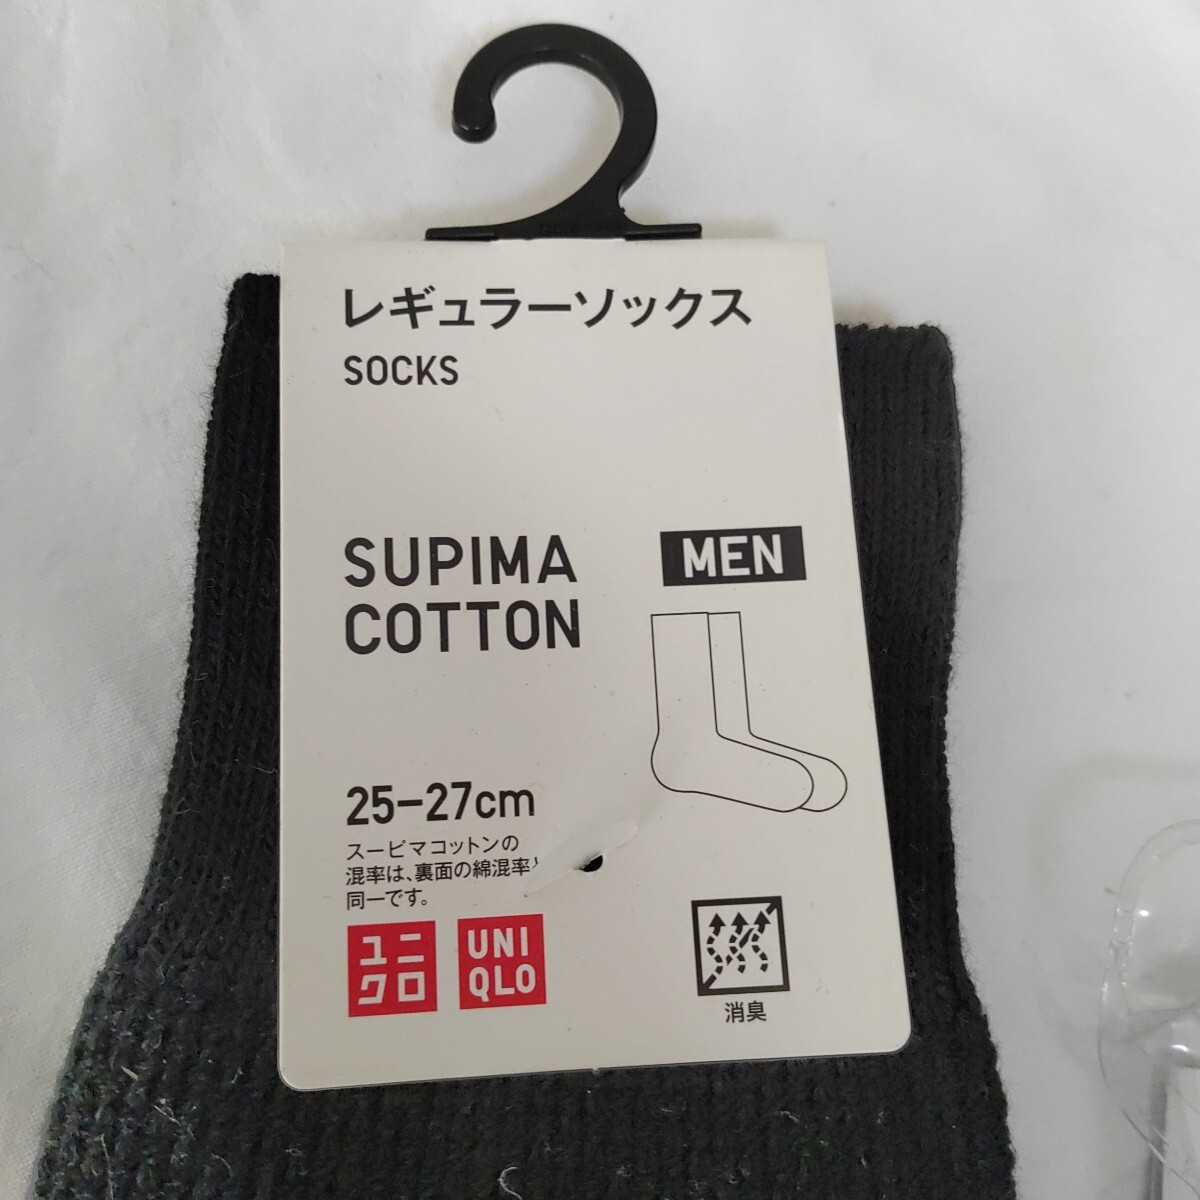 レギュラーソックス
SOCKS
SUPIMA
COTTON
MEN
25-27cm
スーピマコットンの
混率は、裏面の綿混率
同一です。
ユニ
クロ
UNI
QLO
消臭